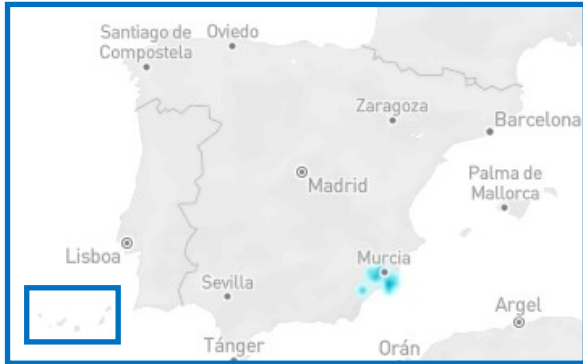 Santiago de
Compostela
Oviedo
Zaragoza
Barcelona
Madrid
Palma de
Mallorca
Lisboa
Murcia
Sevilla
Argel
Tánger
Orán